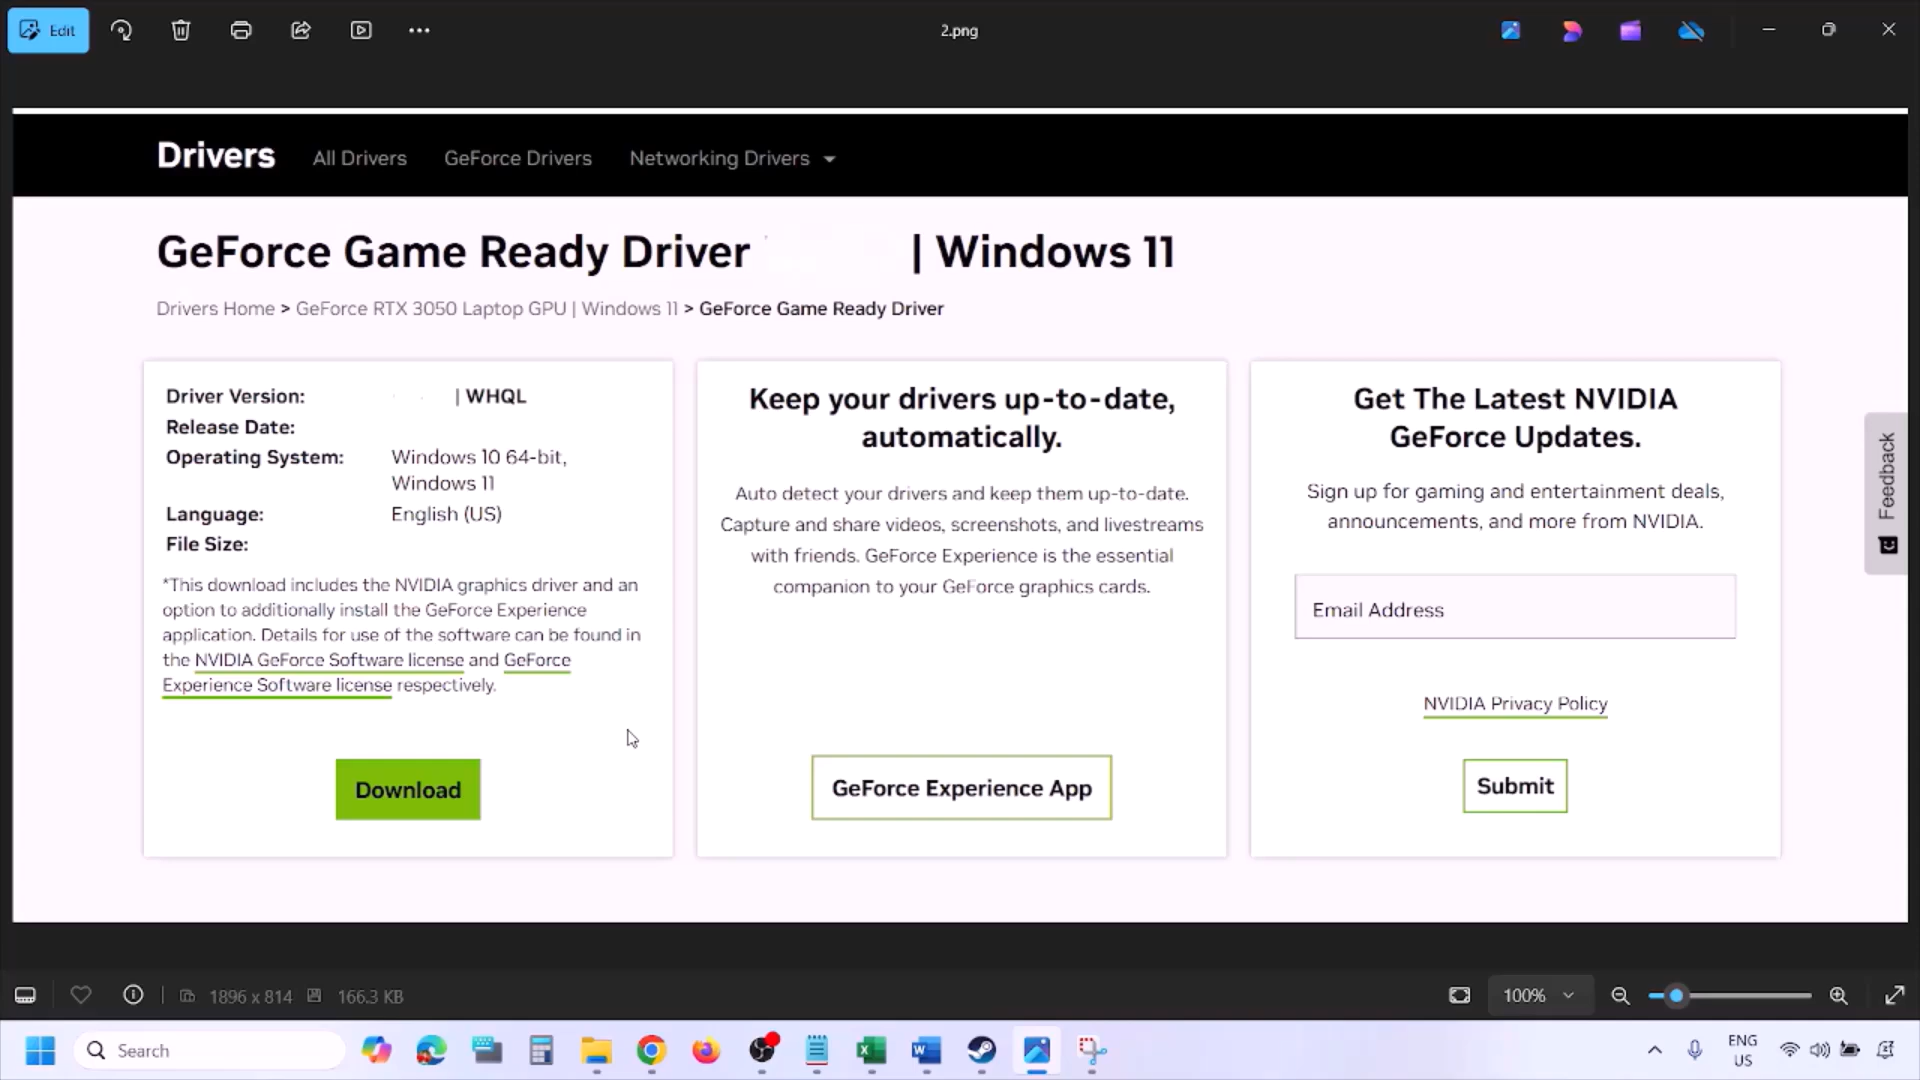 Edit
2.png
Drivers All Drivers GeForce Drivers Networking Drivers
GeForce Game Ready Driver | Windows 11
Drivers Home > GeForce RTX 3050 Laptop GPU | Windows 11 > GeForce Game Ready Driver
Driver Version: | WHQL
Release Date:
Operating System: Windows 10 64-bit,
Windows 11
Language: English (US)
File Size:
*This download includes the NVIDIA graphics driver and an
option to additionally install the GeForce Experience
application. Details for use of the software can be found in
the NVIDIA GeForce Software license and GeForce
Experience Software license respectively.
Download
Keep your drivers up-to-date,
automatically.
Auto detect your drivers and keep them up-to-date.
Capture and share videos, screenshots, and livestreams
with friends. GeForce Experience is the essential
companion to your GeForce graphics cards.
GeForce Experience App
Get The Latest NVIDIA
GeForce Updates.
Sign up for gaming and entertainment deals,
announcements, and more from NVIDIA.
Email Address
NVIDIA Privacy Policy
Submit
Feedback
1896 x 814 166.3 KB
100%
Search
ENG
US